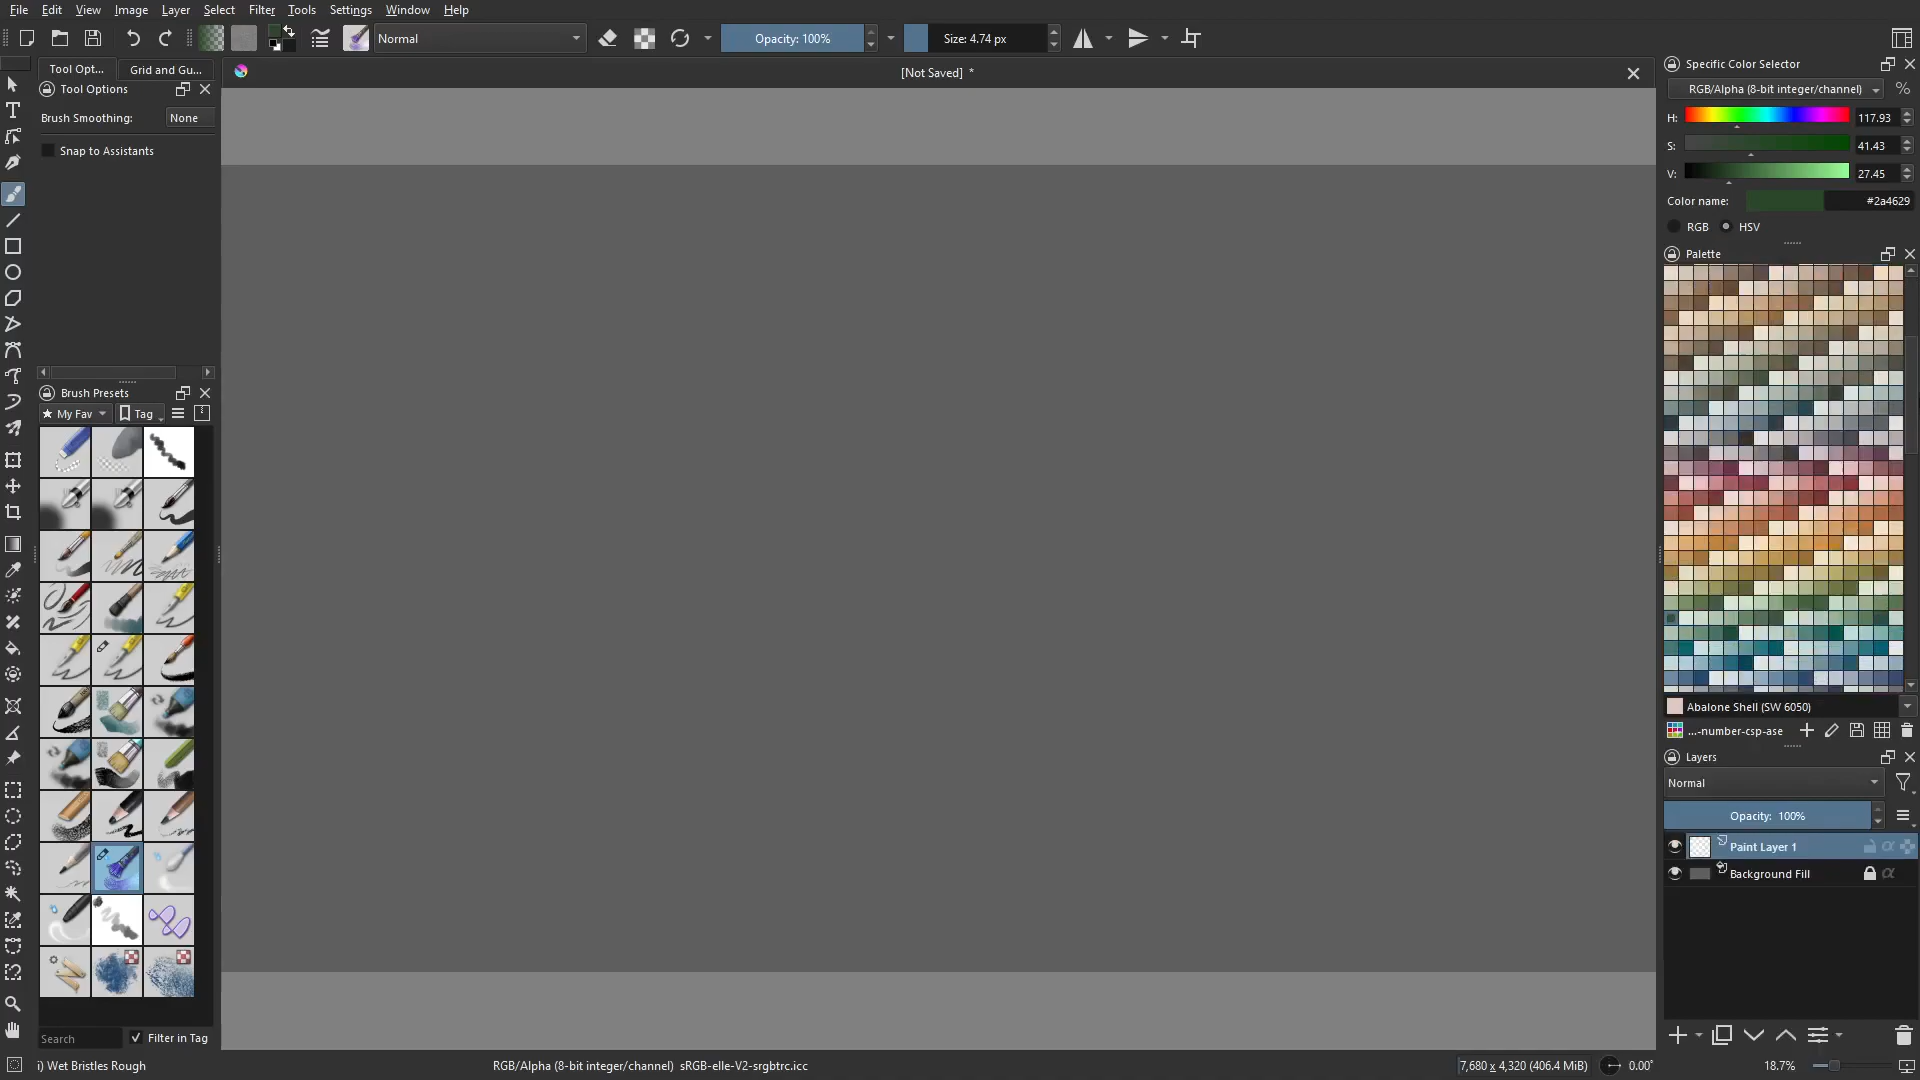 File Edit View Image Layer Select Filter Tools Settings Window Help
Normal
Opacity: 100%
Size: 4.74 px
Tool Opt...
Grid and Gu...
[Not Saved] *
Tool Options
Brush Smoothing:
None
Snap to Assistants
Brush Presets
★ My Fav
Tag
Search
Filter in Tag
i) Wet Bristles Rough
RGB/Alpha (8-bit integer/channel) sRGB-elle-V2-srgbtrc.icc
7,680 x 4,320 (406.4 MiB)
0.00°
18.7%
Specific Color Selector
RGB/Alpha (8-bit integer/channel)
%
H:
117.93
S:
41.43
V:
27.45
Color name:
#2a4629
RGB
HSV
Palette
Abalone Shell (SW 6050)
...-number-csp-ase
Layers
Normal
Opacity: 100%
Paint Layer 1
Background Fill